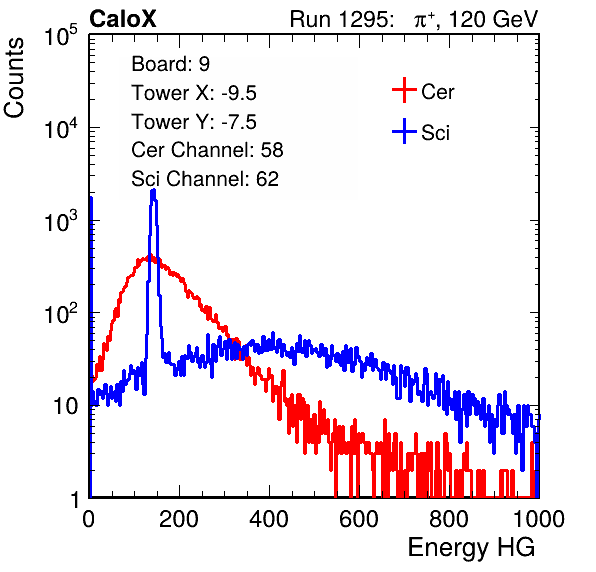 CaloX Run 1295: π⁺, 120 GeV
Counts
Board: 9
Tower X: -9.5
Tower Y: -7.5
Cer Channel: 58
Sci Channel: 62
Cer
Sci
10⁵
10⁴
10³
10²
10
1
0 200 400 600 800 1000
Energy HG